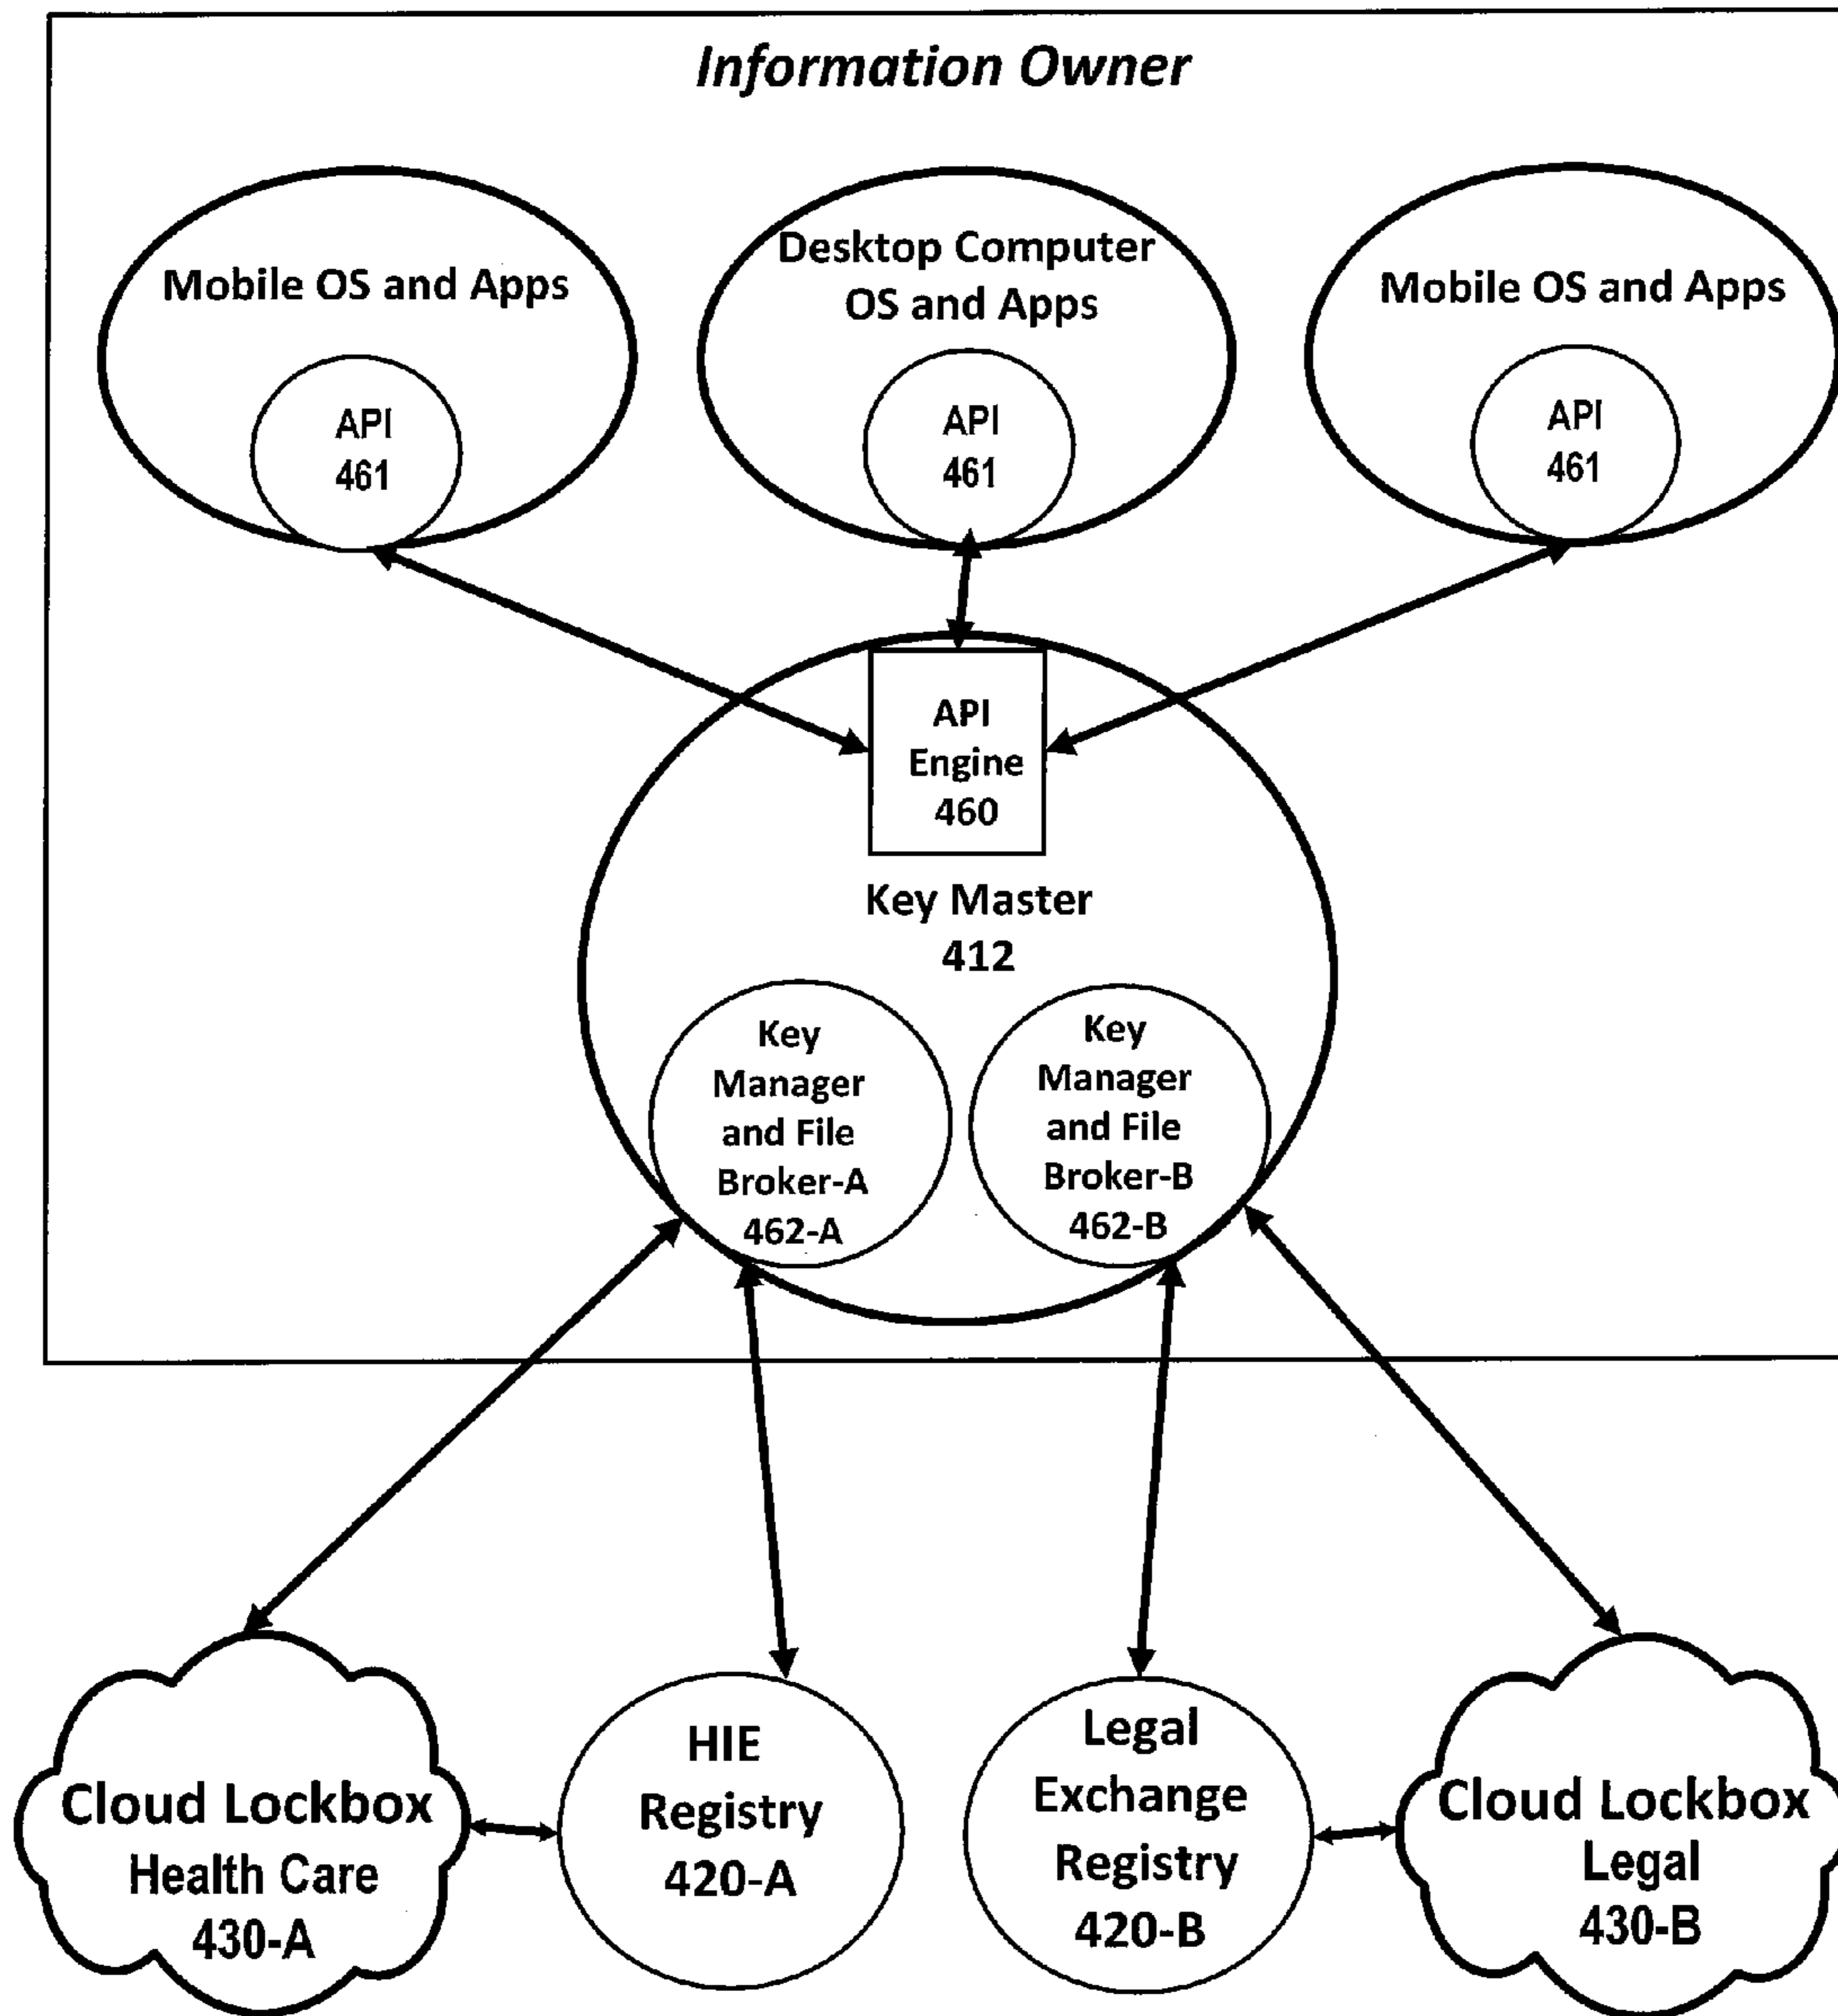 Information Owner
Mobile OS and Apps
API
461
Desktop Computer
OS and Apps
API
461
Mobile OS and Apps
API
461
API
Engine
460
Key Master
412
Key
Manager
and File
Broker-A
462-A
Key
Manager
and File
Broker-B
462-B
Cloud Lockbox
Health Care
430-A
HIE
Registry
420-A
Legal
Exchange
Registry
420-B
Cloud Lockbox
Legal
430-B